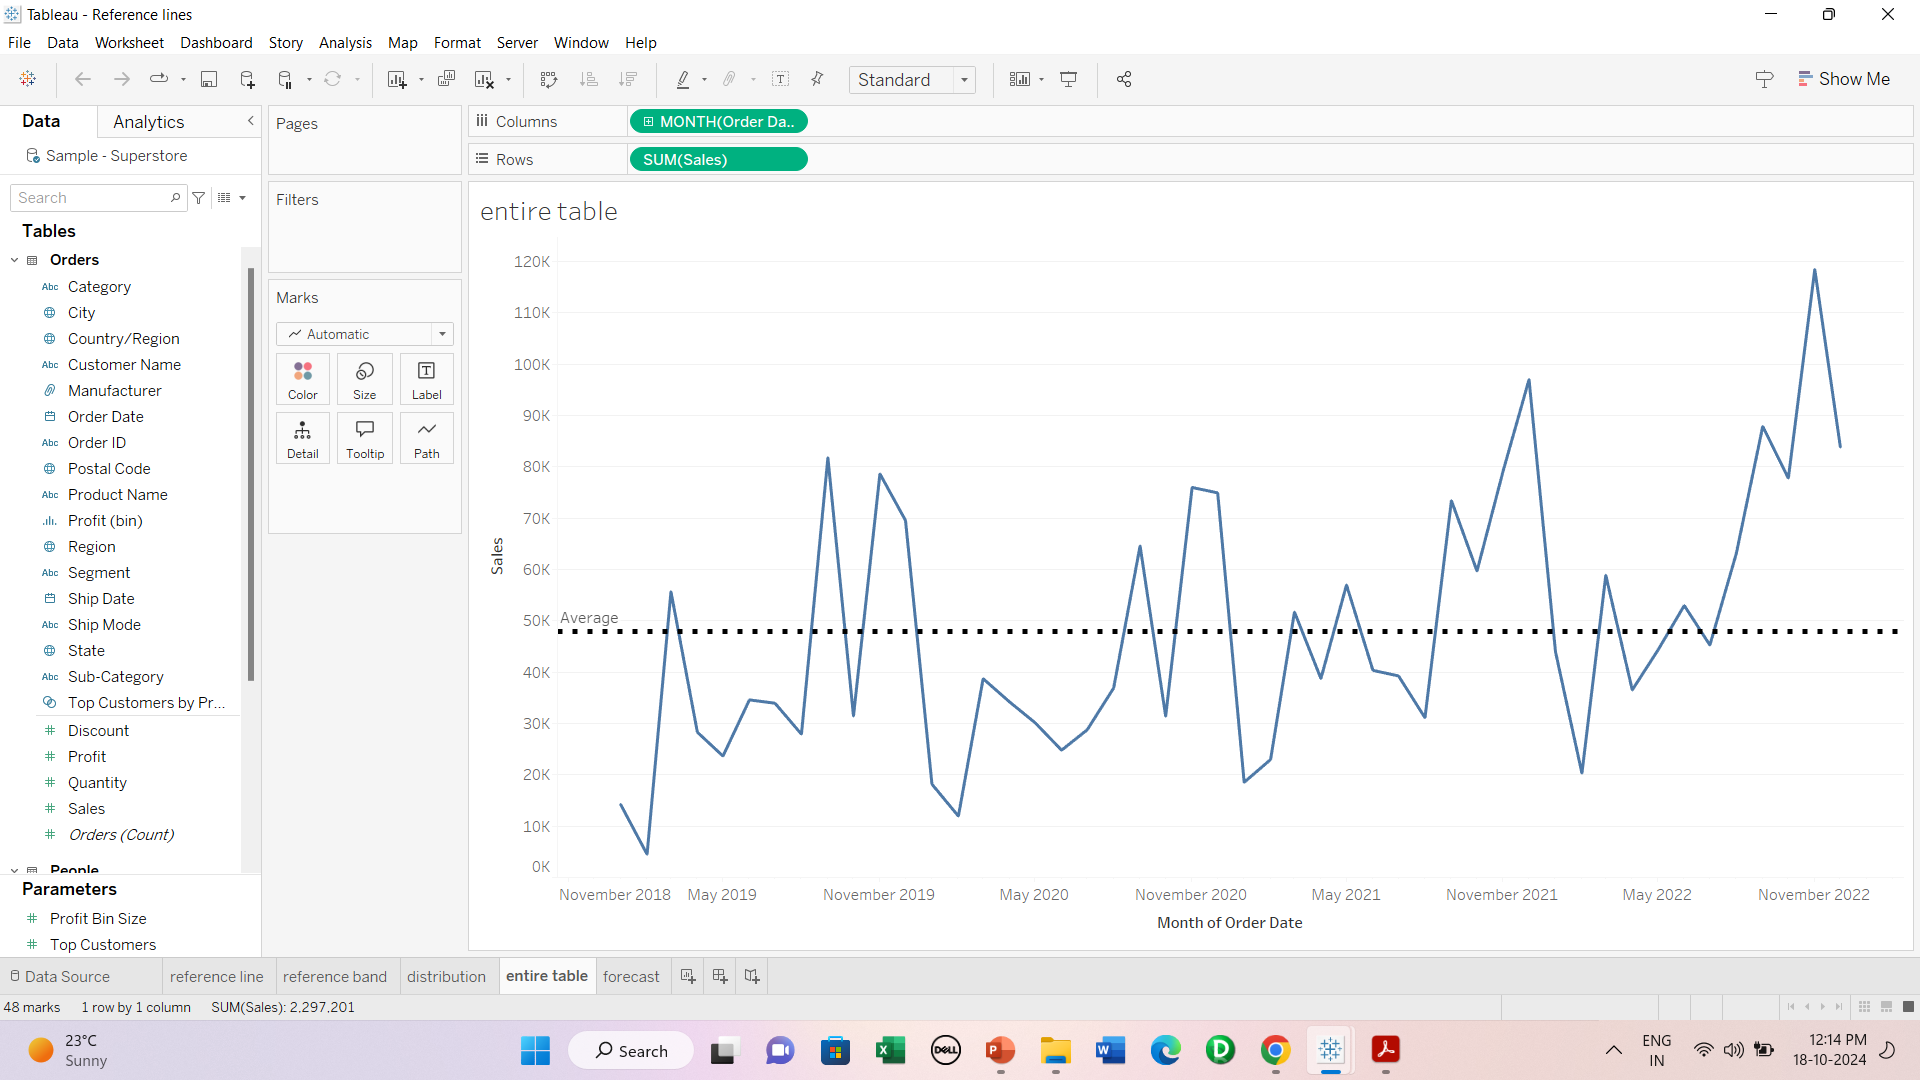 Tableau - Reference lines
File Data Worksheet Dashboard Story Analysis Map Format Server Window Help
Standard
Show Me
Data Analytics
Sample - Superstore
Search
Tables
Orders
Abc Category
City
Country/Region
Abc Customer Name
Manufacturer
Order Date
Abc Order ID
Postal Code
Abc Product Name
Profit (bin)
Region
Abc Segment
Ship Date
Abc Ship Mode
State
Abc Sub-Category
Top Customers by Pr...
# Discount
# Profit
# Quantity
# Sales
# Orders (Count)
People
Parameters
# Profit Bin Size
# Top Customers
Pages
Filters
Marks
Automatic
Color Size Label
Detail Tooltip Path
Columns MONTH(Order Da..
Rows SUM(Sales)
entire table
120K
110K
100K
90K
80K
70K
60K
50K
40K
30K
20K
10K
0K
Sales
Average
November 2018 May 2019 November 2019 May 2020 November 2020 May 2021 November 2021 May 2022 November 2022
Month of Order Date
Data Source reference line reference band distribution entire table forecast
48 marks 1 row by 1 column SUM(Sales): 2,297,201
23°C
Sunny
Search
DELL
ENG
IN
12:14 PM
18-10-2024